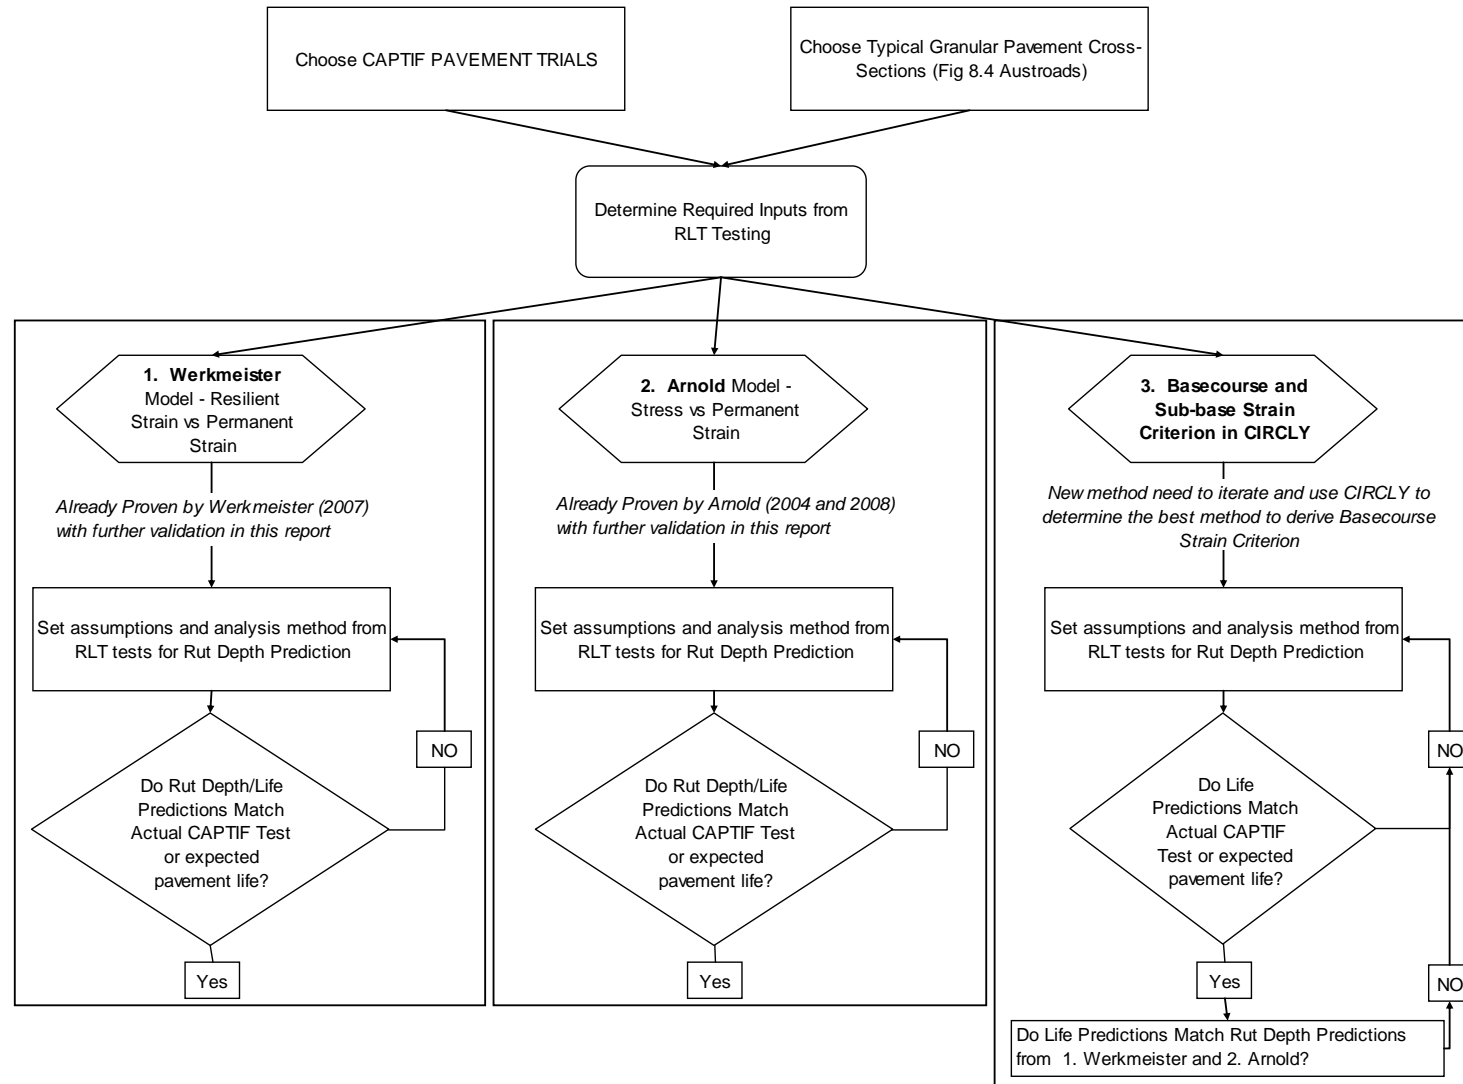 Choose CAPTIF PAVEMENT TRIALS
Choose Typical Granular Pavement Cross-
Sections (Fig 8.4 Austroads)
Determine Required Inputs from
RLT Testing
1. Werkmeister
Model - Resilient
Strain vs Permanent
Strain
Already Proven by Werkmeister (2007)
with further validation in this report
Set assumptions and analysis method from
RLT tests for Rut Depth Prediction
NO
Do Rut Depth/Life
Predictions Match
Actual CAPTIF Test
or expected
pavement life?
Yes
2. Arnold Model -
Stress vs Permanent
Strain
Already Proven by Arnold (2004 and 2008)
with further validation in this report
Set assumptions and analysis method from
RLT tests for Rut Depth Prediction
NO
Do Rut Depth/Life
Predictions Match
Actual CAPTIF Test
or expected
pavement life?
Yes
3. Basecourse and
Sub-base Strain
Criterion in CIRCLY
New method need to iterate and use CIRCLY to
determine the best method to derive Basecourse
Strain Criterion
Set assumptions and analysis method from
RLT tests for Rut Depth Prediction
NO
Do Life
Predictions Match
Actual CAPTIF
Test or expected
pavement life?
Yes
NO
Do Life Predictions Match Rut Depth Predictions
from 1. Werkmeister and 2. Arnold?